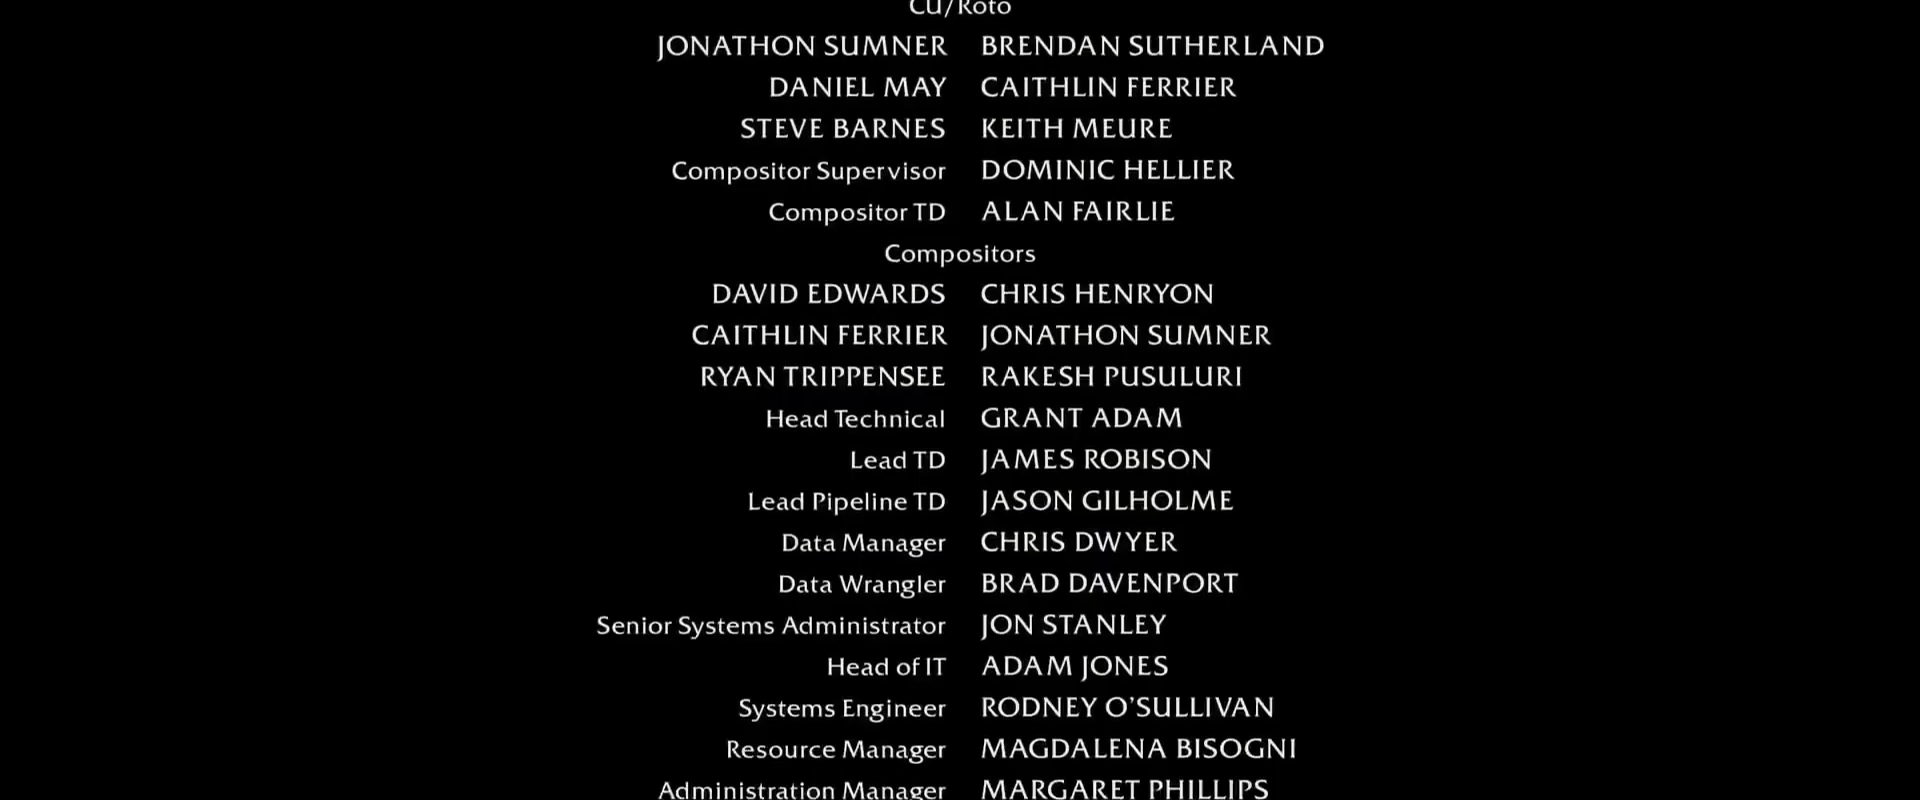 CU/Roto
JONATHON SUMNER BRENDAN SUTHERLAND
DANIEL MAY CAITHLIN FERRIER
STEVE BARNES KEITH MEURE
Compositor Supervisor DOMINIC HELLIER
Compositor TD ALAN FAIRLIE
Compositors
DAVID EDWARDS CHRIS HENRYON
CAITHLIN FERRIER JONATHON SUMNER
RYAN TRIPPENSEE RAKESH PUSULURI
Head Technical GRANT ADAM
Lead TD JAMES ROBISON
Lead Pipeline TD JASON GILHOLME
Data Manager CHRIS DWYER
Data Wrangler BRAD DAVENPORT
Senior Systems Administrator JON STANLEY
Head of IT ADAM JONES
Systems Engineer RODNEY O'SULLIVAN
Resource Manager MAGDALENA BISOGNI
Administration Manager MARGARET PHILLIPS